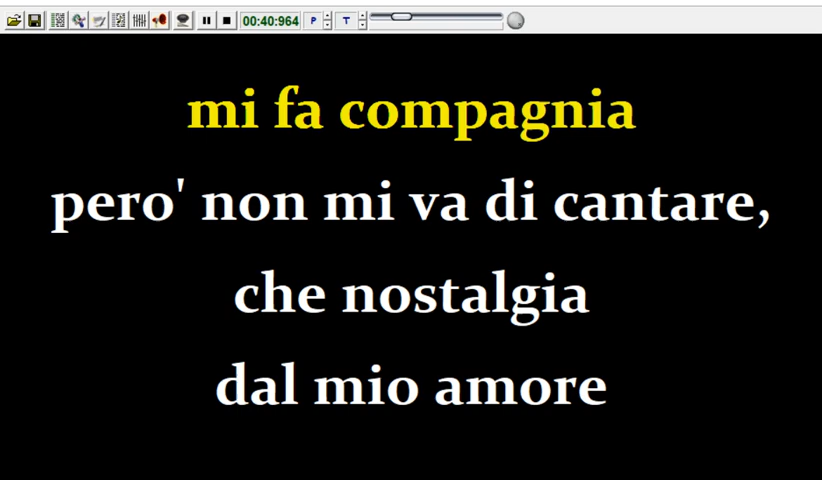 00:40:964 P T
mi fa compagnia
pero' non mi va di cantare,
che nostalgia
dal mio amore